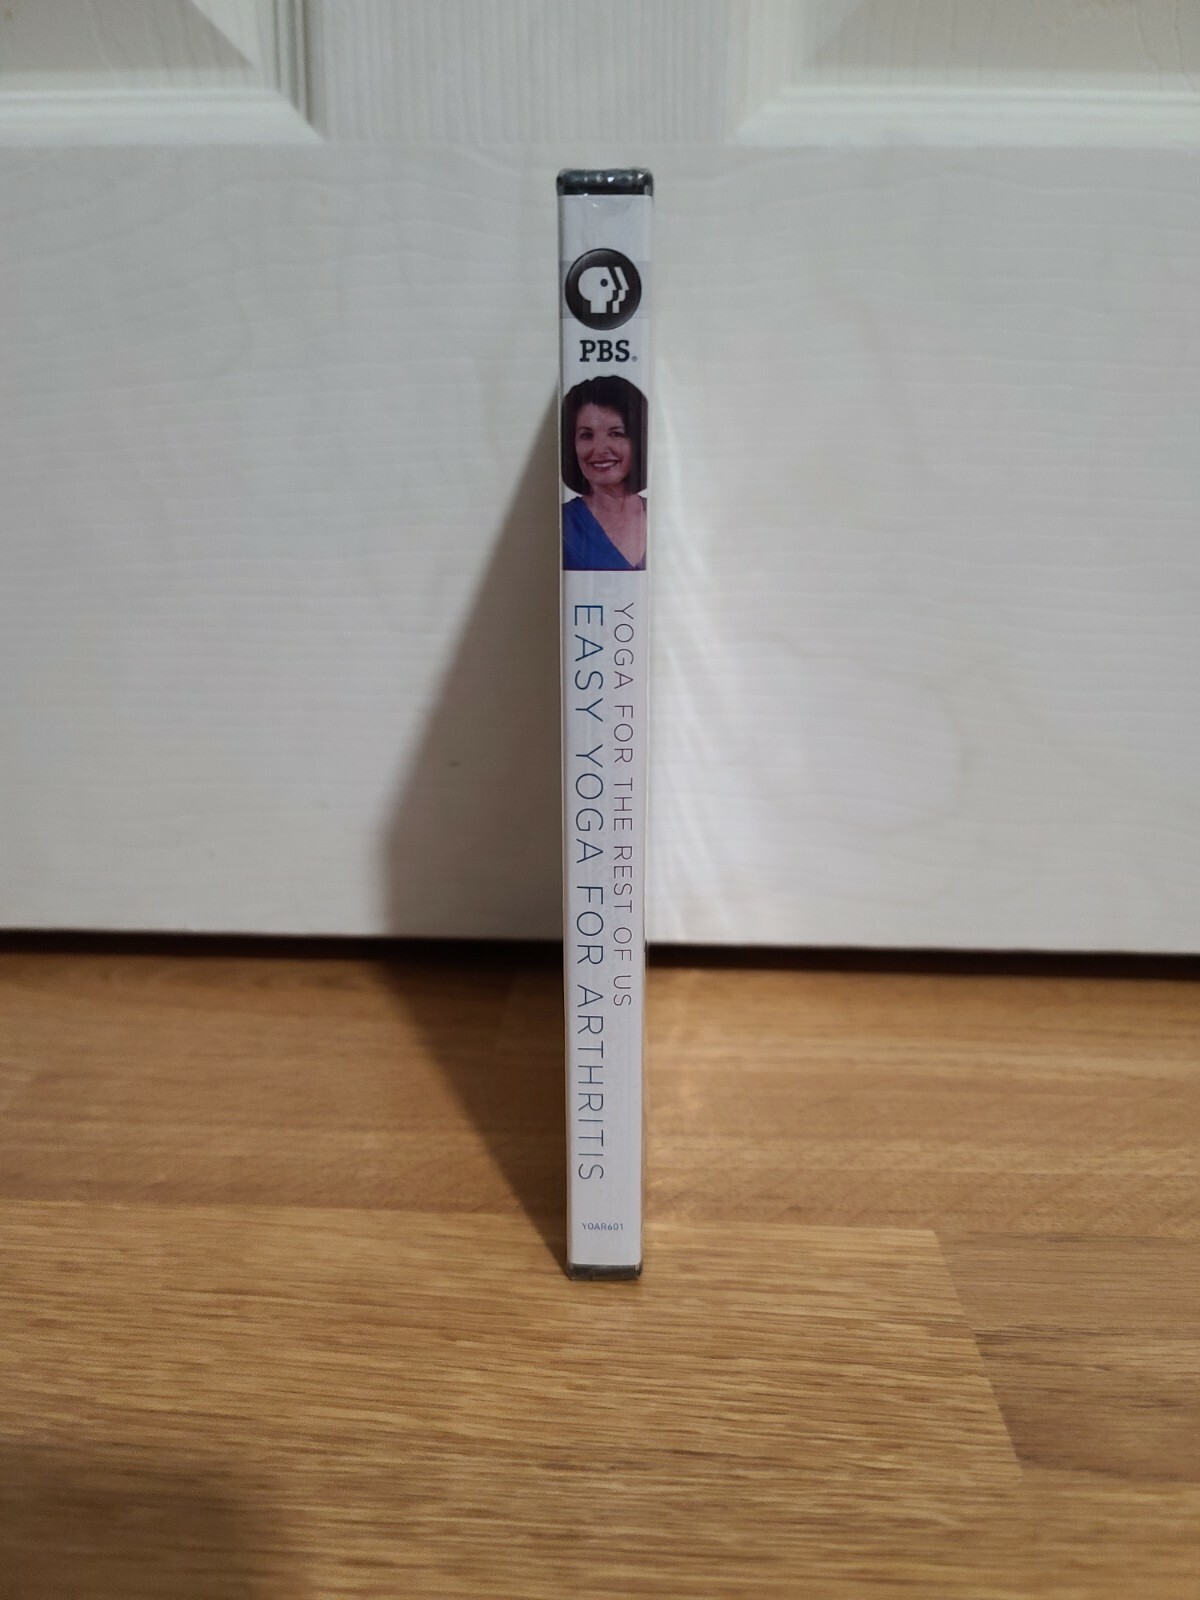 PBS®
YOGA FOR THE REST OF US
EASY YOGA FOR ARTHRITIS
YOAR601